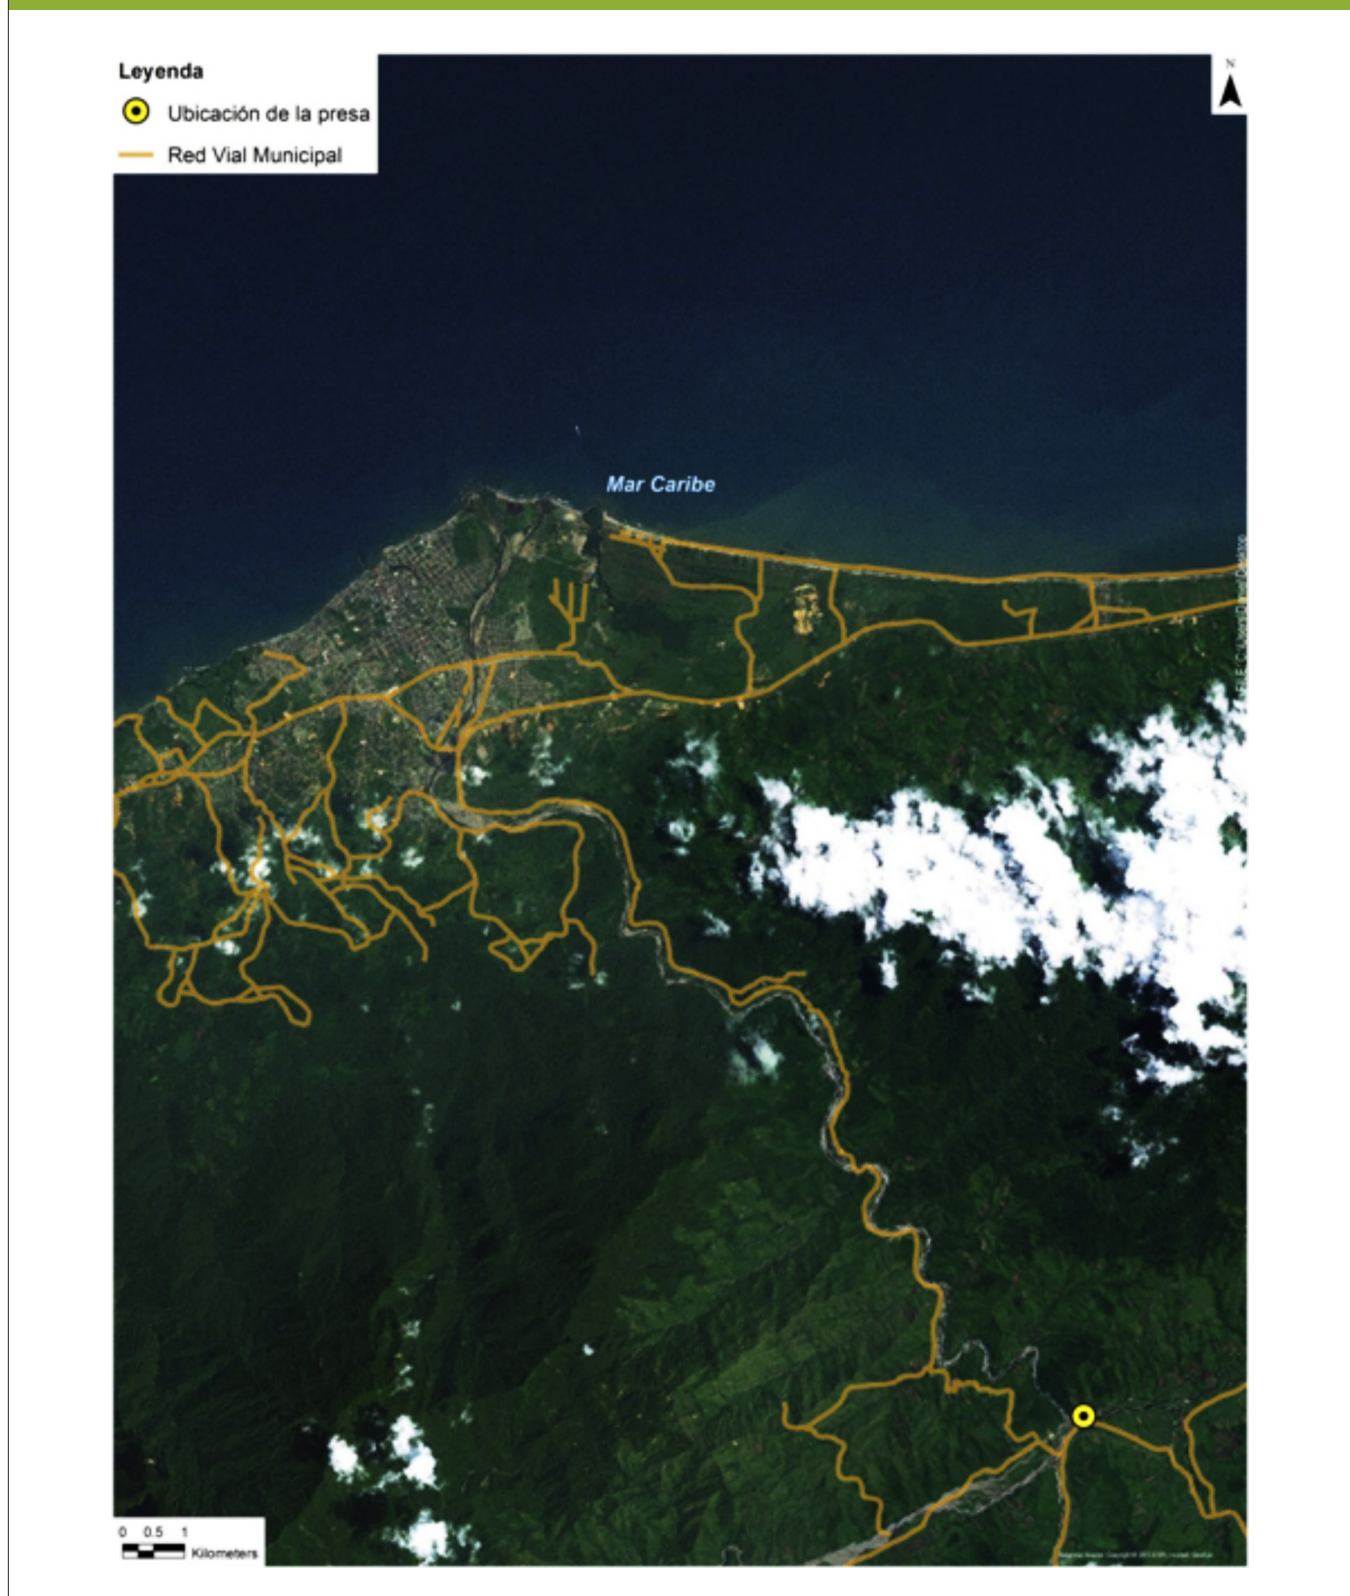 Leyenda
Ubicación de la presa
Red Vial Municipal
N
Mar Caribe
0 0.5 1
Kilometers